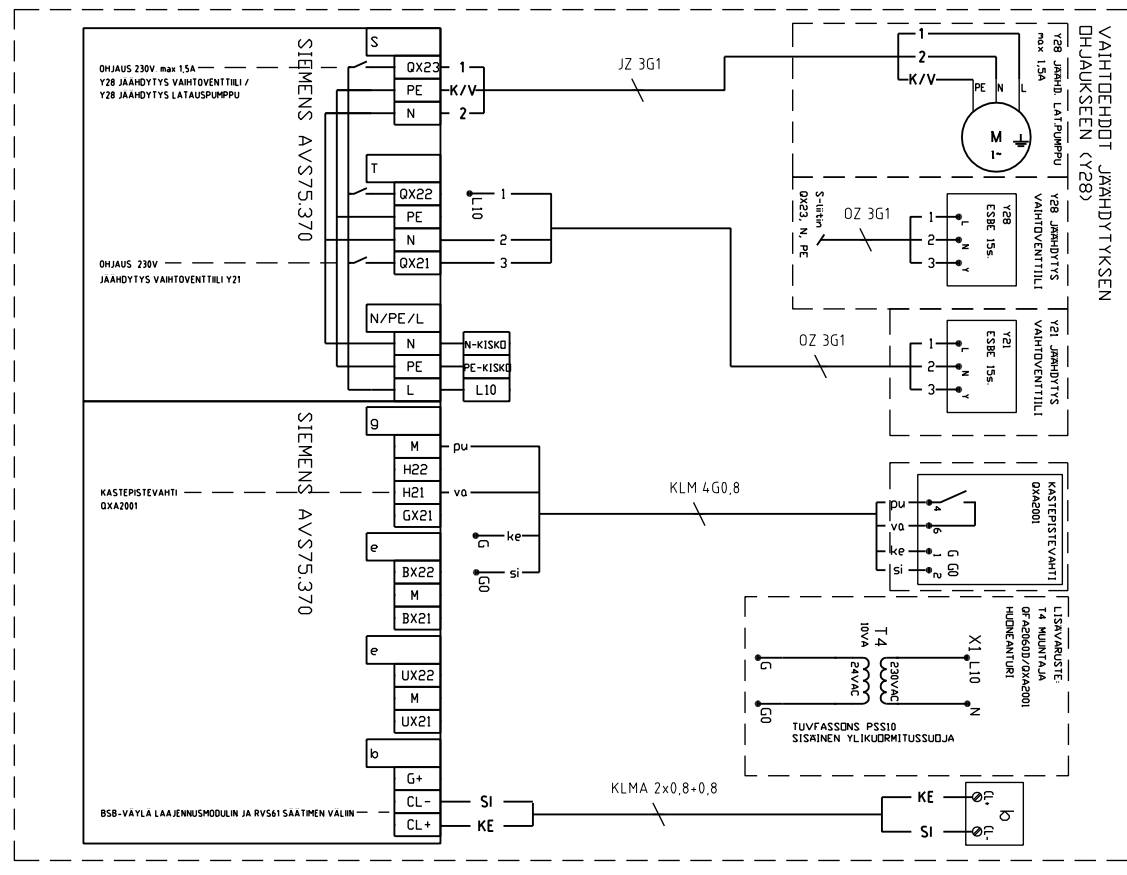 SIEMENS AVS75.370
OHJAUS 230V. max 1,5A
Y28 JÄÄHDYTYS VAIHTOVENTTIILI /
Y28 JÄÄHDYTYS LATAUSPUMPPU
S
QX23
PE
N
1
K/V
2
JZ 3G1
T
QX22
PE
N
QX21
L10
1
2
3
OHJAUS 230V
JÄÄHDYTYS VAIHTOVENTTIILI Y21
N/PE/L
N
PE
L
N-KISKO
PE-KISKO
L10
VAIHTOEHDOT JÄÄHDYTYKSEN
OHJAUKSEEN (Y28)
Y28 JÄÄHD. LAT.PUMPPU
max 1,5A
1
2
K/V
PE
N
L
M
1~
S-liitin
QX23, N, PE
OZ 3G1
1
2
3
L
N
Y
Y28
ESBE 15s.
Y28 JÄÄHDYTYS
VAIHTOVENTTIILI
OZ 3G1
1
2
3
L
N
Y
Y21
ESBE 15s.
Y21 JÄÄHDYTYS
VAIHTOVENTTIILI
SIEMENS AVS75.370
g
M
H22
H21
GX21
pu
va
KASTEPISTEVAHTI
QXA2001
G
ke
G0
si
KLM 4G0,8
pu
va
ke
si
4
6
1
2
G
G0
KASTEPISTEVAHTI
QXA2001
e
BX22
M
BX21
e
UX22
M
UX21
LISÄVARUSTE:
T4 MUUNTAJA
QFA2060D/QXA2001
HUONEANTURI
T4
10VA
24VAC
230VAC
X1
L10
N
G
G0
TUVFASSONS PSS10
SISÄINEN YLIKUORMITUSSUOJA
b
G+
CL-
CL+
SI
KE
BSB-VÄYLÄ LAAJENNUSMODULIN JA RVS61 SÄÄTIMEN VÄLIIN
KLMA 2x0,8+0,8
KE
SI
CL+
CL-
b